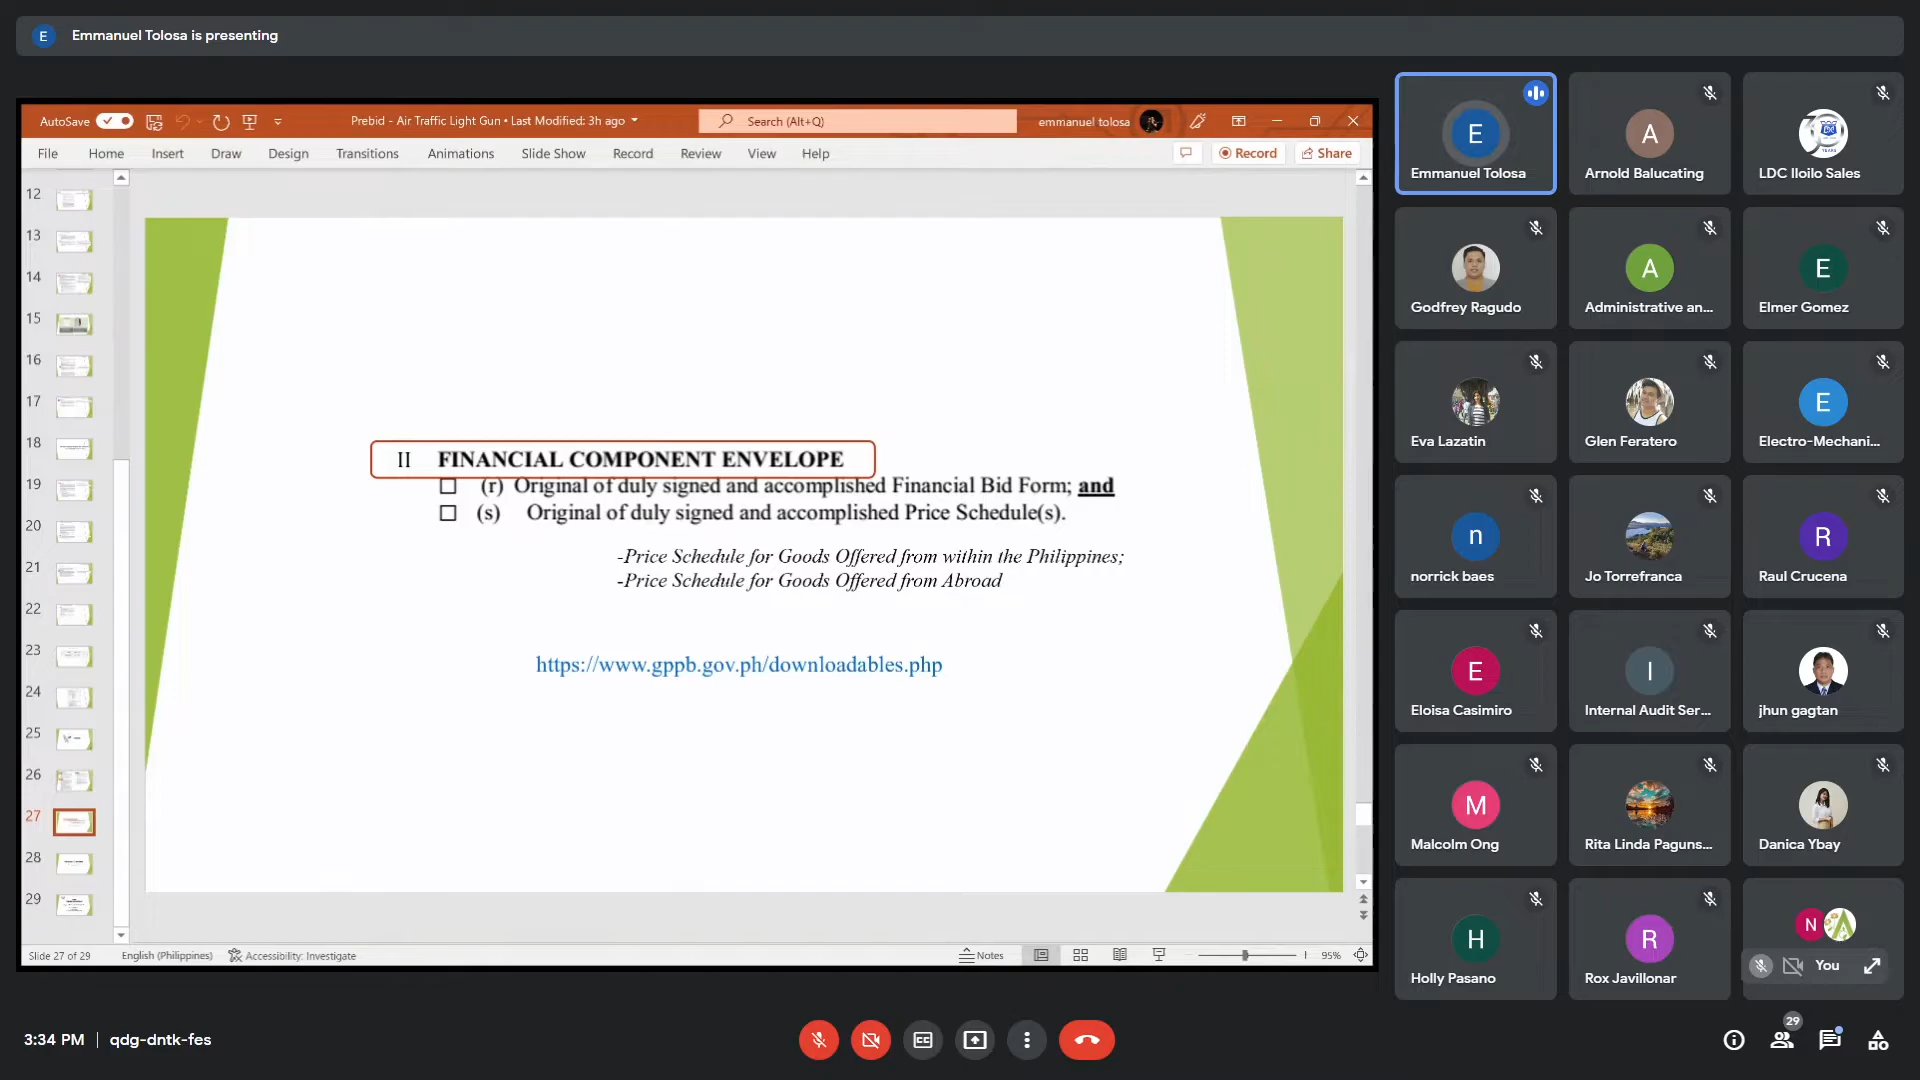 E Emmanuel Tolosa is presenting
AutoSave
Prebid - Air Traffic Light Gun • Last Modified: 3h ago
Search (Alt+Q)
emmanuel tolosa
File Home Insert Draw Design Transitions Animations Slide Show Record Review View Help
Record
Share
12
13
14
15
16
17
18
19
20
21
22
23
24
25
26
27
28
29
II FINANCIAL COMPONENT ENVELOPE
(r) Original of duly signed and accomplished Financial Bid Form; and
(s) Original of duly signed and accomplished Price Schedule(s).
-Price Schedule for Goods Offered from within the Philippines;
-Price Schedule for Goods Offered from Abroad
https://www.gppb.gov.ph/downloadables.php
Slide 27 of 29 English (Philippines) Accessibility: Investigate Notes 95%
E A
Emmanuel Tolosa Arnold Balucating LDC Iloilo Sales
A E
Godfrey Ragudo Administrative an... Elmer Gomez
E
Eva Lazatin Glen Feratero Electro-Mechani...
n R
norrick baes Jo Torrefranca Raul Crucena
E I
Eloisa Casimiro Internal Audit Ser... jhun gagtan
M
Malcolm Ong Rita Linda Paguns... Danica Ybay
H R N
You
Holly Pasano Rox Javillonar
3:34 PM | qdg-dntk-fes
CC
29